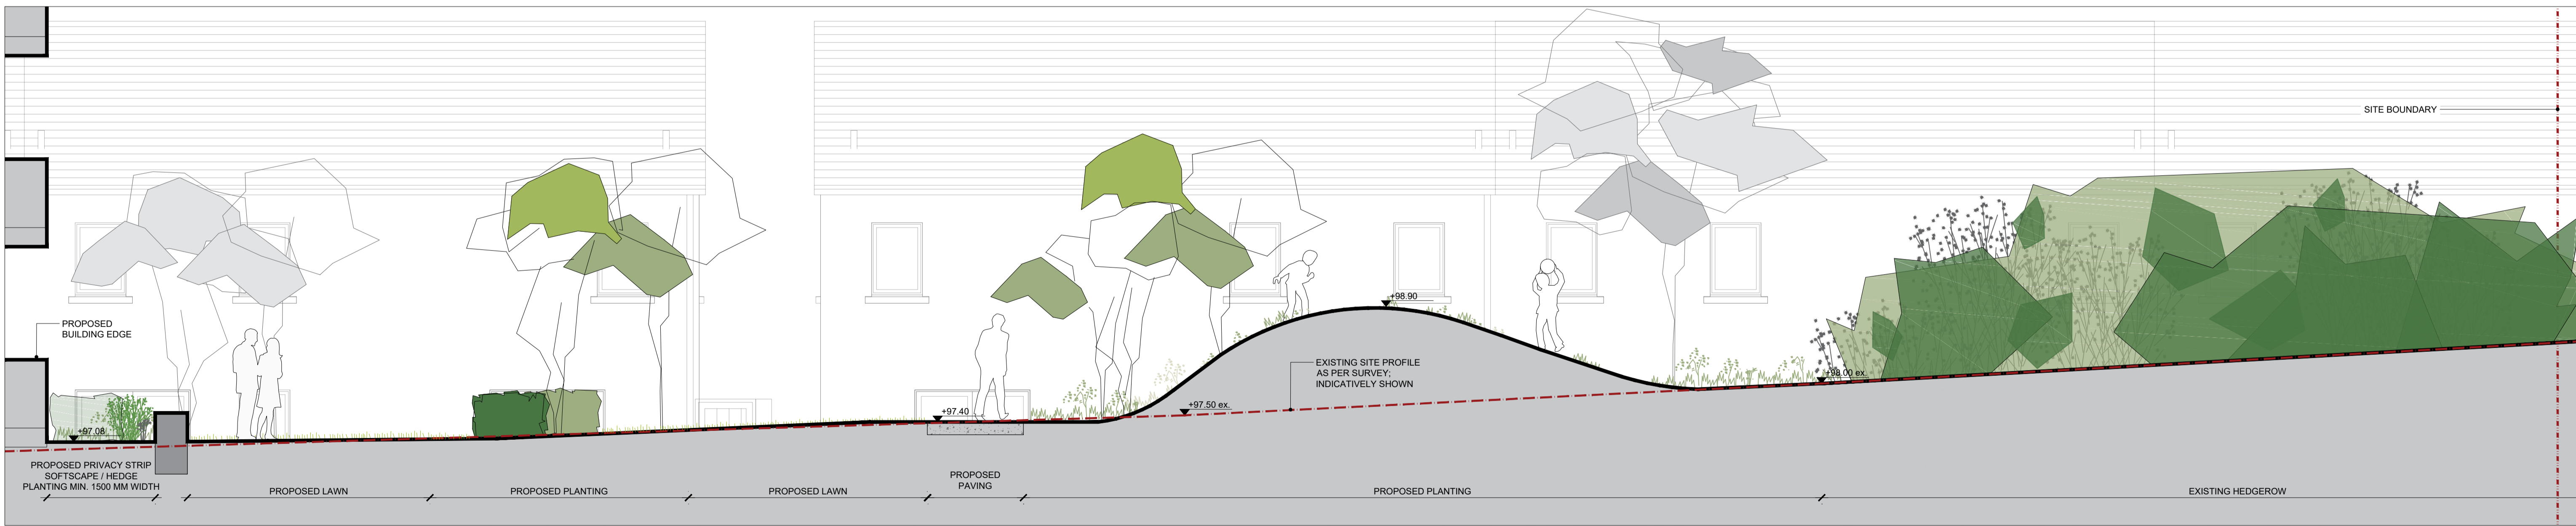 SITE BOUNDARY
PROPOSED
BUILDING EDGE
+98.90
EXISTING SITE PROFILE
AS PER SURVEY;
INDICATIVELY SHOWN
+98.00 ex.
+97.50 ex.
+97.40
+97.08
PROPOSED PRIVACY STRIP
SOFTSCAPE / HEDGE
PLANTING MIN. 1500 MM WIDTH
PROPOSED LAWN
PROPOSED PLANTING
PROPOSED LAWN
PROPOSED
PAVING
PROPOSED PLANTING
EXISTING HEDGEROW